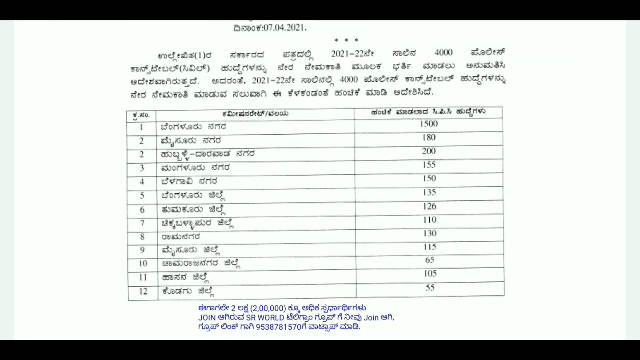 ದಿನಾಂಕ:07.04.2021.
* * *
ಉಲ್ಲೇಖಿತ(1)ರ ಸರ್ಕಾರದ ಪತ್ರದಲ್ಲಿ 2021-22ನೇ ಸಾಲಿನ 4000 ಪೊಲೀಸ್
ಕಾನ್ಸ್‌ಟೇಬಲ್(ಸಿವಿಲ್) ಹುದ್ದೆಗಳನ್ನು ನೇರ ನೇಮಕಾತಿ ಮೂಲಕ ಭರ್ತಿ ಮಾಡಲು ಅನುಮತಿಸಿ
ಆದೇಶವಾಗಿರುತ್ತದೆ. ಅದರಂತೆ, 2021-22ನೇ ಸಾಲಿನಲ್ಲಿ 4000 ಪೊಲೀಸ್ ಕಾನ್ಸ್‌ಟೇಬಲ್ ಹುದ್ದೆಗಳನ್ನು
ನೇರ ನೇಮಕಾತಿ ಮಾಡುವ ಸಲುವಾಗಿ ಈ ಕೆಳಕಂಡಂತೆ ಹಂಚಿಕೆ ಮಾಡಿ ಆದೇಶಿಸಿದೆ.
ಕ್ರ.ಸಂ. ಕಮೀಷನರೇಟ್/ವಲಯ ಹಂಚಿಕೆ ಮಾಡಲಾದ ಸಿ.ಪಿ.ಸಿ ಹುದ್ದೆಗಳು
1 ಬೆಂಗಳೂರು ನಗರ 1500
2 ಮೈಸೂರು ನಗರ 180
2 ಹುಬ್ಬಳ್ಳಿ-ದಾರವಾಡ ನಗರ 200
3 ಮಂಗಳೂರು ನಗರ 155
4 ಬೆಳಗಾವಿ ನಗರ 150
5 ಬೆಂಗಳೂರು ಜಿಲ್ಲೆ 135
6 ತುಮಕೂರು ಜಿಲ್ಲೆ 126
7 ಚಿಕ್ಕಬಳ್ಳಾಪುರ ಜಿಲ್ಲೆ 110
8 ರಾಮನಗರ 130
9 ಮೈಸೂರು ಜಿಲ್ಲೆ 115
10 ಚಾಮರಾಜನಗರ ಜಿಲ್ಲೆ 65
11 ಹಾಸನ ಜಿಲ್ಲೆ 105
12 ಕೊಡಗು ಜಿಲ್ಲೆ 55
ಈಗಾಗಲೇ 2 ಲಕ್ಷ (2,00,000) ಕ್ಕೂ ಅಧಿಕ ಸ್ಪರ್ಧಾರ್ಥಿಗಳು
JOIN ಆಗಿರುವ SR WORLD ಟೆಲಿಗ್ರಾಂ ಗ್ರೂಪ್ ಗೆ ನೀವು Join ಆಗಿ.
ಗ್ರೂಪ್ ಲಿಂಕ್ ಗಾಗಿ 9538781570ಗೆ ವಾಟ್ಸಾಪ್ ಮಾಡಿ.